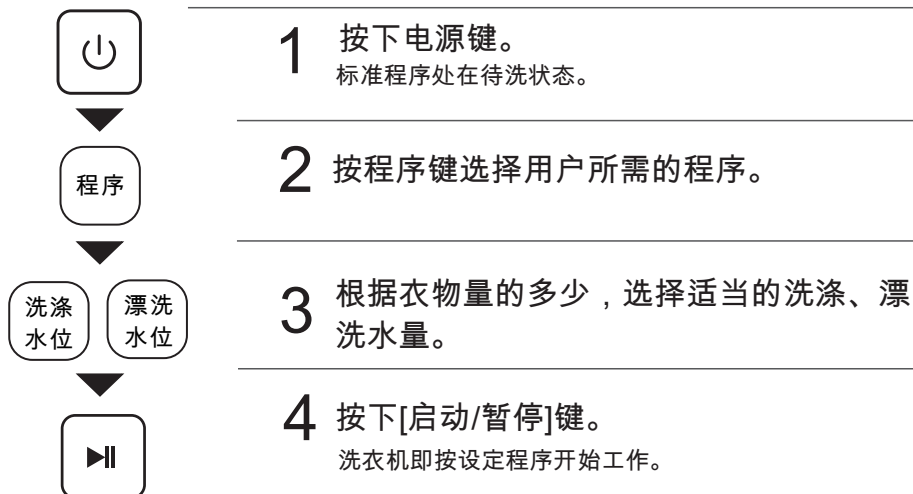 1 按下电源键。
标准程序处在待洗状态。
程序
2 按程序键选择用户所需的程序。
洗涤
水位
漂洗
水位
3 根据衣物量的多少，选择适当的洗涤、漂
洗水量。
4 按下[启动/暂停]键。
洗衣机即按设定程序开始工作。